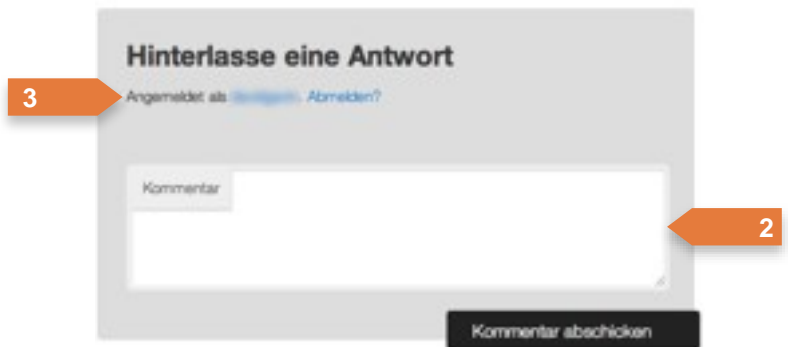 Hinterlasse eine Antwort
3
Angemeldet als . Abmelden?
Kommentar
2
Kommentar abschicken